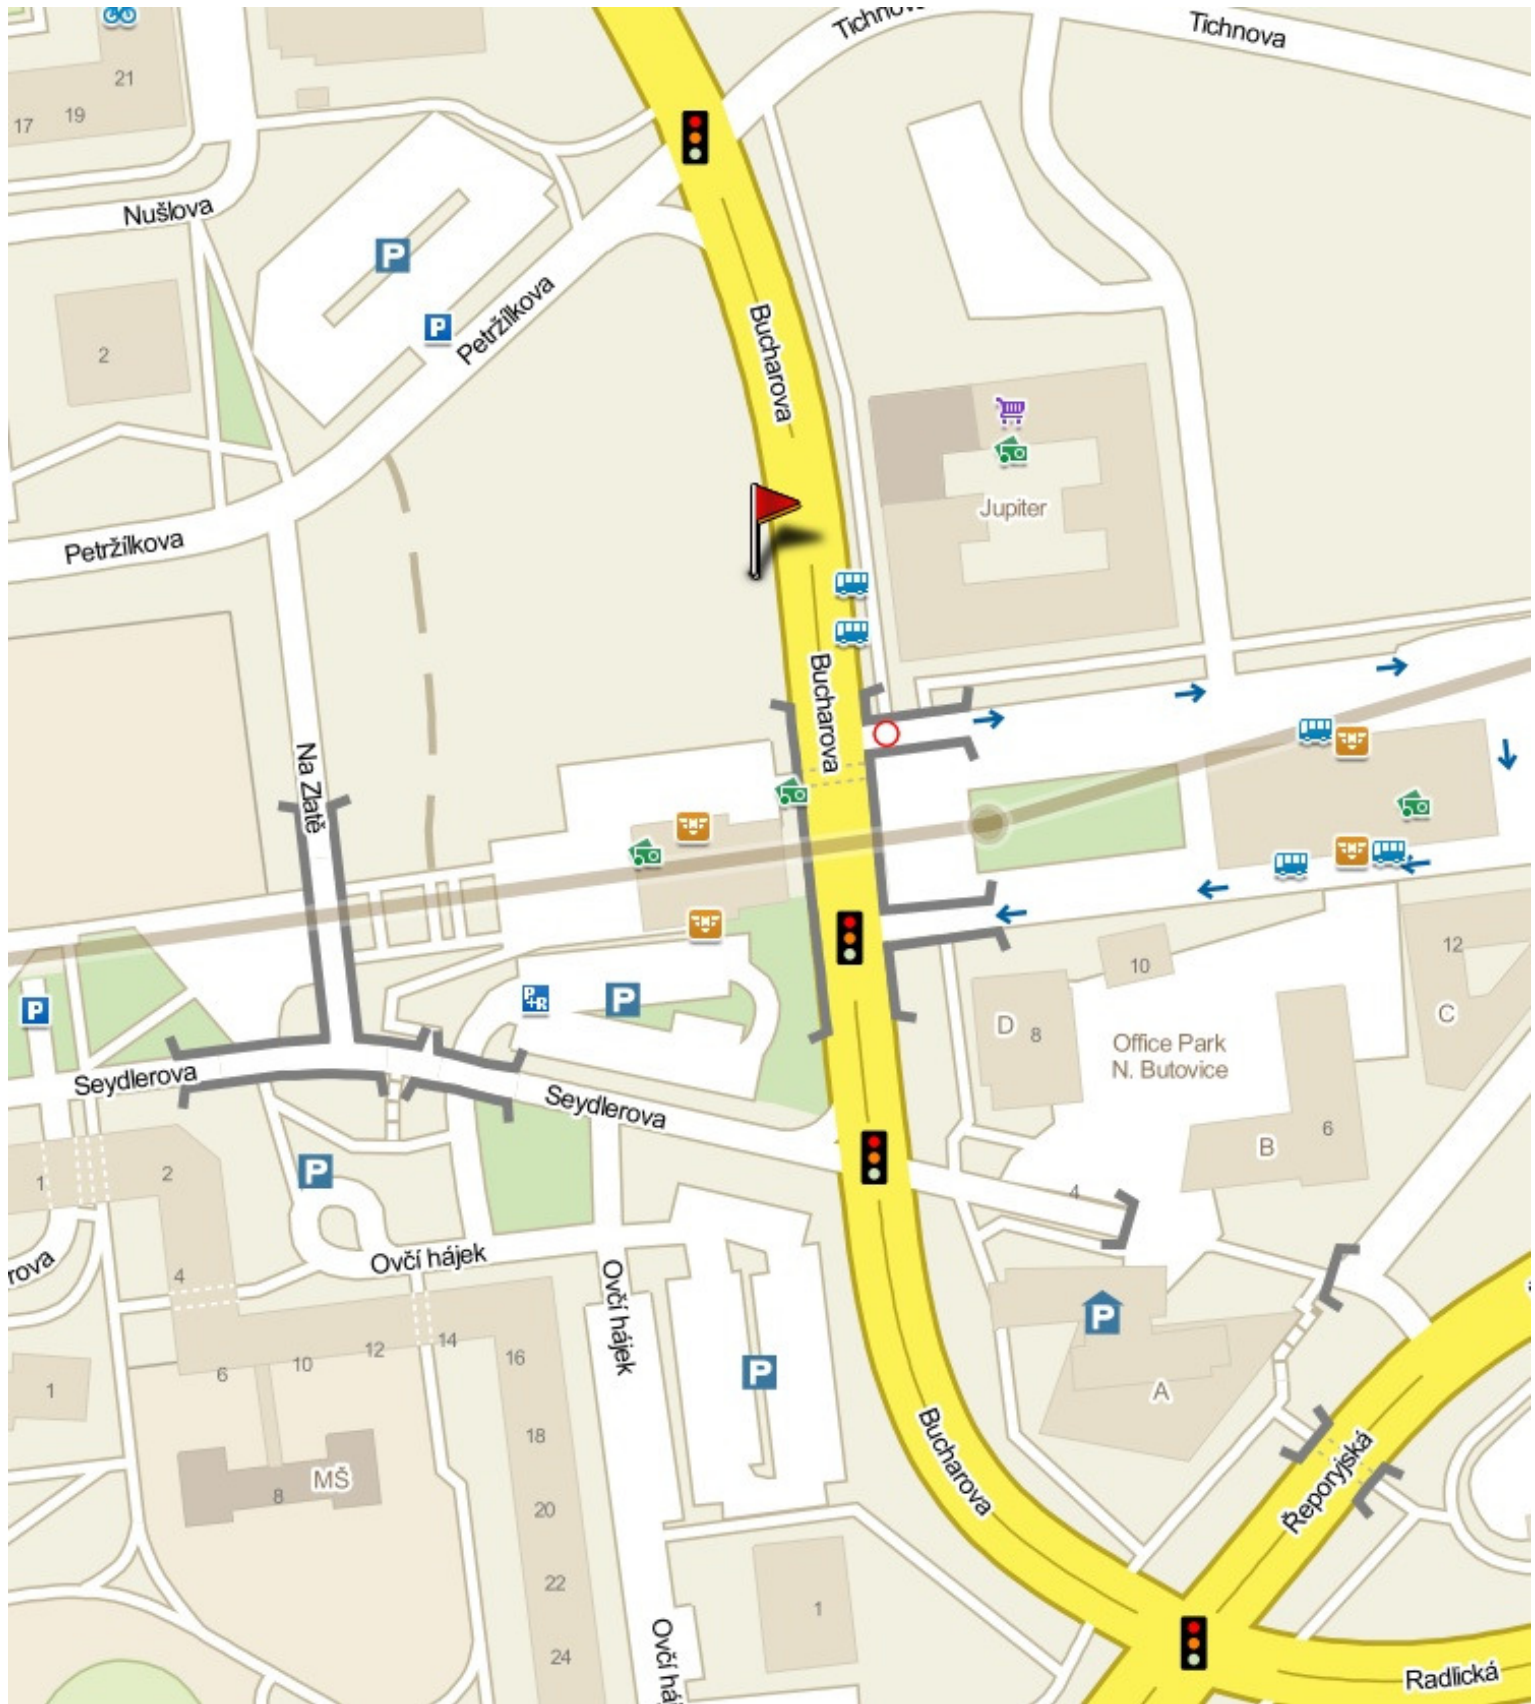 Tichnova
Tichnova
21
19
17
Nušlova
P
2
P
Petržílkova
Bucharova
Jupiter
Petržílkova
Bucharova
Na Zlatě
12
10
P
P+R
P
C
D
8
Office Park
N. Butovice
Seydlerova
Seydlerova
6
B
1
2
P
4
rova
Ovčí hájek
4
Ovčí hájek
P
P
A
14
12
10
6
16
1
Bucharova
18
MŠ
8
Řeporyjská
20
22
1
24
Ovčí há
Radlická